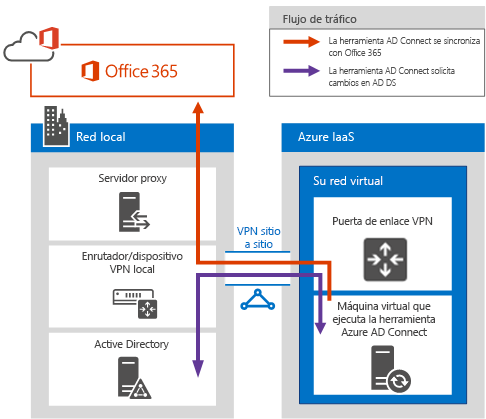 Flujo de tráfico
La herramienta AD Connect se sincroniza
con Office 365
La herramienta AD Connect solicita
cambios en AD DS
Office 365
Red local
Servidor proxy
Enrutador/dispositivo
VPN local
Active Directory
VPN sitio
a sitio
Azure IaaS
Su red virtual
Puerta de enlace VPN
Máquina virtual que
ejecuta la herramienta
Azure AD Connect